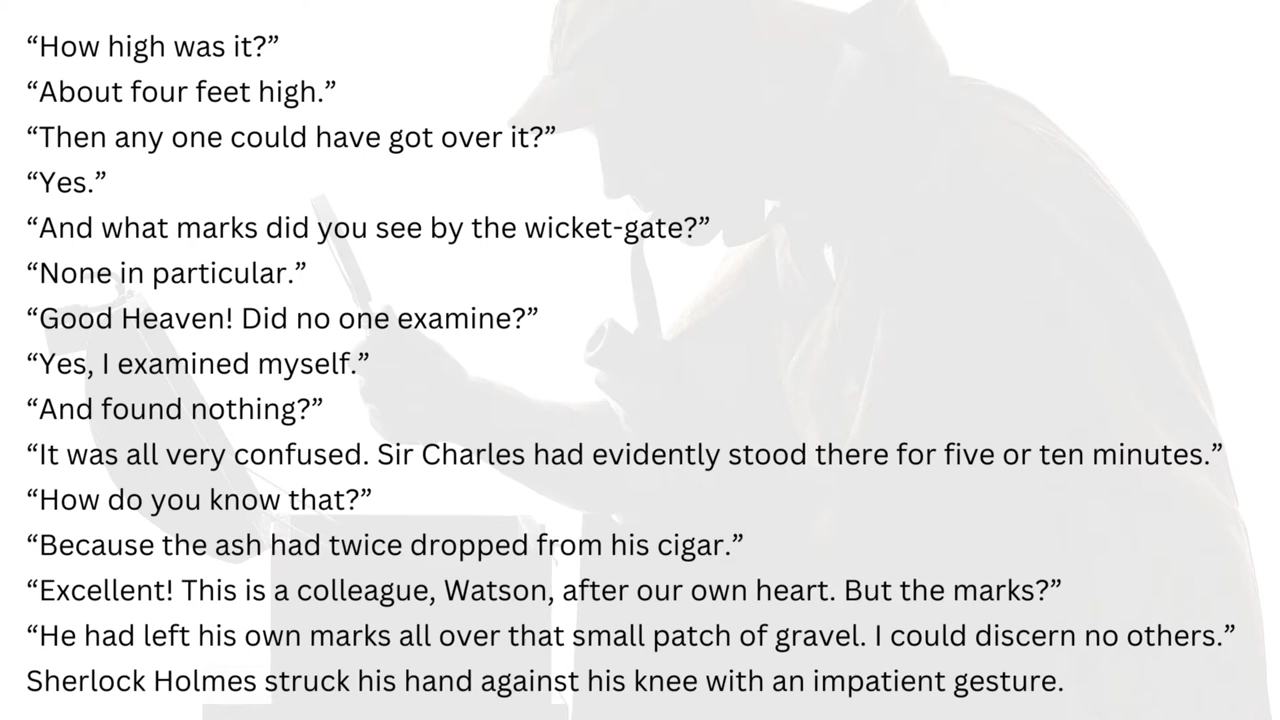 “How high was it?”
“About four feet high.”
“Then any one could have got over it?”
“Yes.”
“And what marks did you see by the wicket-gate?”
“None in particular.”
“Good Heaven! Did no one examine?”
“Yes, I examined myself.”
“And found nothing?”
“It was all very confused. Sir Charles had evidently stood there for five or ten minutes.”
“How do you know that?”
“Because the ash had twice dropped from his cigar.”
“Excellent! This is a colleague, Watson, after our own heart. But the marks?”
“He had left his own marks all over that small patch of gravel. I could discern no others.”
Sherlock Holmes struck his hand against his knee with an impatient gesture.